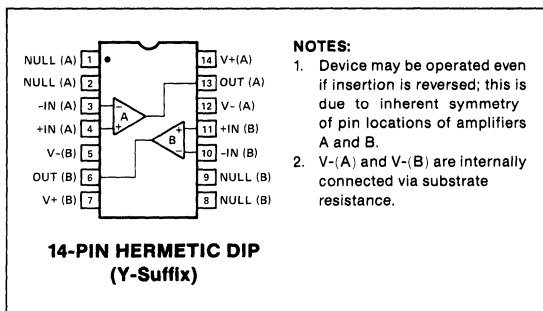 NULL (A) 1
NULL (A) 2
-IN (A) 3
+IN (A) 4
V-(B) 5
OUT (B) 6
V+ (B) 7
14 V+(A)
13 OUT (A)
12 V- (A)
11 +IN (B)
10 -IN (B)
9 NULL (B)
8 NULL (B)
- A +
+ B -
14-PIN HERMETIC DIP
(Y-Suffix)
NOTES:
1. Device may be operated even
if insertion is reversed; this is
due to inherent symmetry
of pin locations of amplifiers
A and B.
2. V-(A) and V-(B) are internally
connected via substrate
resistance.